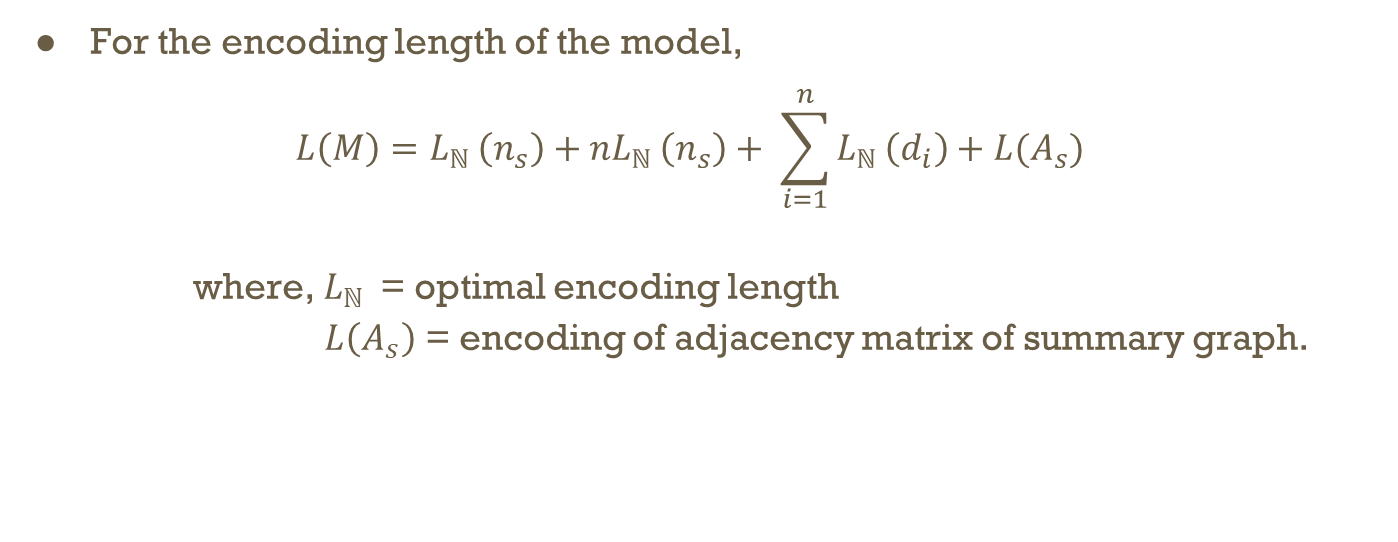 ● For the encoding length of the model,
L(M) = L_ℕ (n_s) + nL_ℕ (n_s) + ∑_{i=1}^{n} L_ℕ (d_i) + L(A_s)
where, L_ℕ = optimal encoding length
L(A_s) = encoding of adjacency matrix of summary graph.